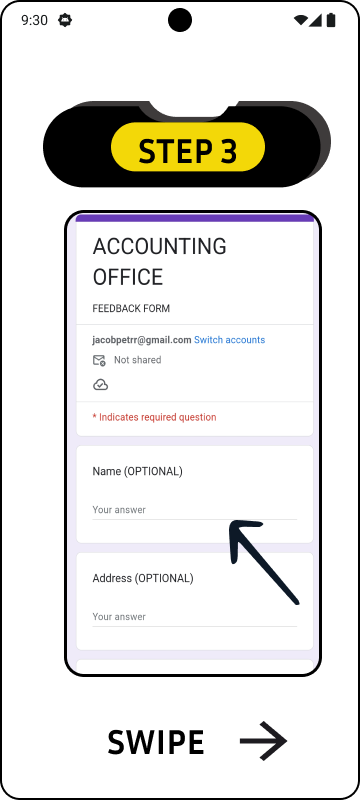 9:30
STEP 3
ACCOUNTING
OFFICE
FEEDBACK FORM
jacobpetrr@gmail.com Switch accounts
Not shared
* Indicates required question
Name (OPTIONAL)
Your answer
Address (OPTIONAL)
Your answer
SWIPE